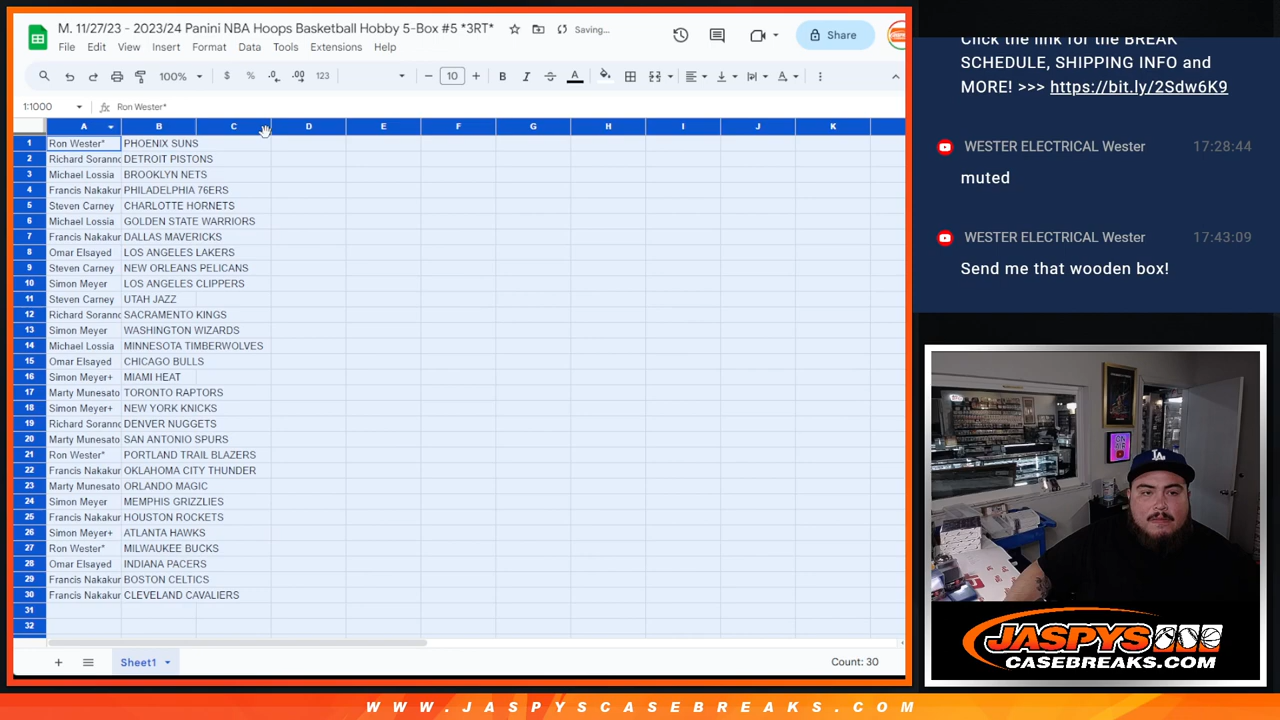 M. 11/27/23 - 2023/24 Panini NBA Hoops Basketball Hobby 5-Box #5 *3RT*
Saving...
Share
File Edit View Insert Format Data Tools Extensions Help
100% $ % .0 .00 123 10 B I S A
1:1000 fx Ron Wester*
A B C D E F G H I J K
1 Ron Wester* PHOENIX SUNS
2 Richard Soranno DETROIT PISTONS
3 Michael Lossia BROOKLYN NETS
4 Francis Nakakur PHILADELPHIA 76ERS
5 Steven Carney CHARLOTTE HORNETS
6 Michael Lossia GOLDEN STATE WARRIORS
7 Francis Nakakur DALLAS MAVERICKS
8 Omar Elsayed LOS ANGELES LAKERS
9 Steven Carney NEW ORLEANS PELICANS
10 Simon Meyer LOS ANGELES CLIPPERS
11 Steven Carney UTAH JAZZ
12 Richard Soranno SACRAMENTO KINGS
13 Simon Meyer WASHINGTON WIZARDS
14 Michael Lossia MINNESOTA TIMBERWOLVES
15 Omar Elsayed CHICAGO BULLS
16 Simon Meyer+ MIAMI HEAT
17 Marty Munesato TORONTO RAPTORS
18 Simon Meyer+ NEW YORK KNICKS
19 Richard Soranno DENVER NUGGETS
20 Marty Munesato SAN ANTONIO SPURS
21 Ron Wester* PORTLAND TRAIL BLAZERS
22 Francis Nakakur OKLAHOMA CITY THUNDER
23 Marty Munesato ORLANDO MAGIC
24 Simon Meyer MEMPHIS GRIZZLIES
25 Francis Nakakur HOUSTON ROCKETS
26 Simon Meyer+ ATLANTA HAWKS
27 Ron Wester* MILWAUKEE BUCKS
28 Omar Elsayed INDIANA PACERS
29 Francis Nakakur BOSTON CELTICS
30 Francis Nakakur CLEVELAND CAVALIERS
31
32
Sheet1
Count: 30
Click the link for the BREAK
SCHEDULE, SHIPPING INFO and
MORE! >>> https://bit.ly/2Sdw6K9
WESTER ELECTRICAL Wester 17:28:44
muted
WESTER ELECTRICAL Wester 17:43:09
Send me that wooden box!
ON AIR
LA
JASPYS
CASEBREAKS.COM
WWW.JASPYSCASEBREAKS.COM